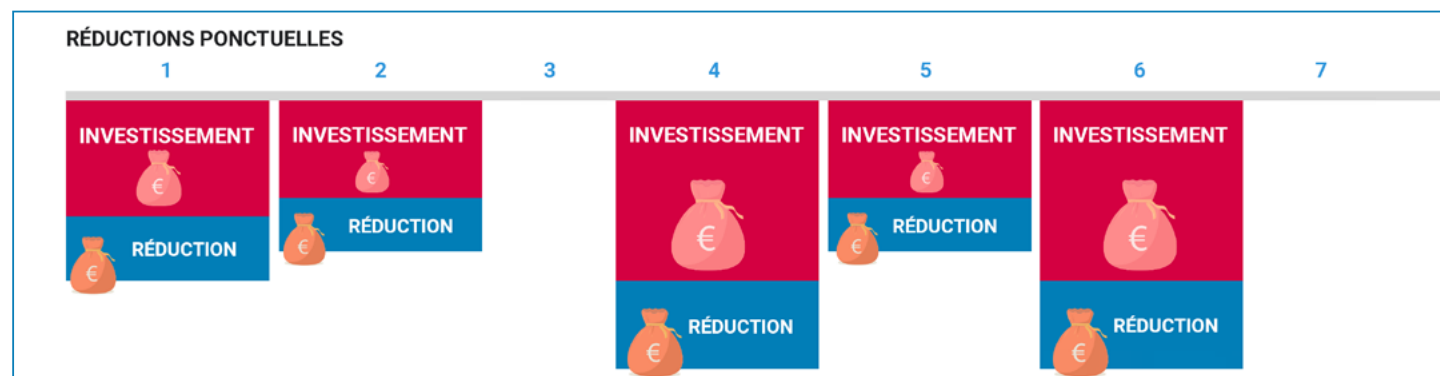 RÉDUCTIONS PONCTUELLES
1 2 3 4 5 6 7
INVESTISSEMENT INVESTISSEMENT INVESTISSEMENT INVESTISSEMENT INVESTISSEMENT
€ € € € €
RÉDUCTION RÉDUCTION RÉDUCTION RÉDUCTION RÉDUCTION
€ € € € €